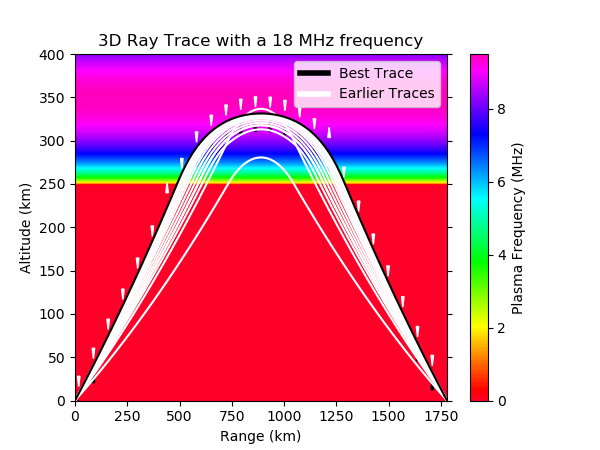 3D Ray Trace with a 18 MHz frequency
Best Trace
Earlier Traces
400
350
300
250
200
150
100
50
0
Altitude (km)
0 250 500 750 1000 1250 1500 1750
Range (km)
8
6
4
2
0
Plasma Frequency (MHz)